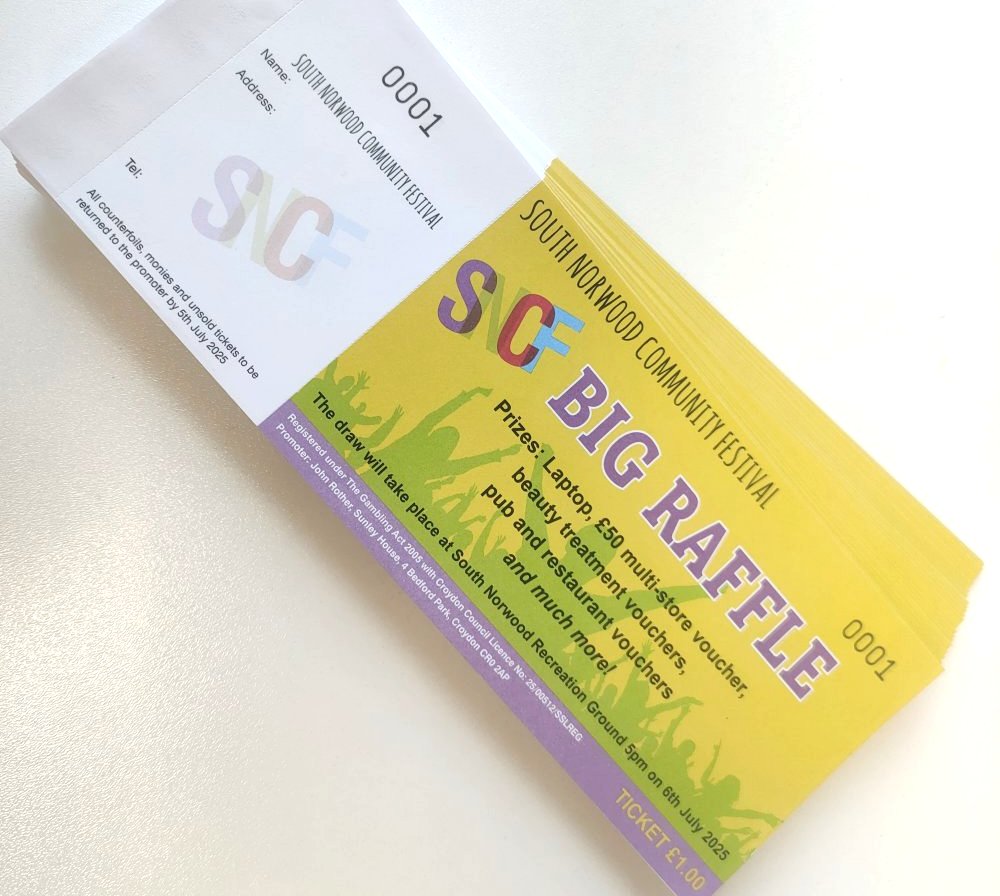 0001
SOUTH NORWOOD COMMUNITY FESTIVAL
Name:
Address:
SNCF
Tel:
All counterfoils, monies and unsold tickets to be
returned to the promoter by 5th July 2025
SOUTH NORWOOD COMMUNITY FESTIVAL
SNCF
BIG RAFFLE
0001
Prizes: Laptop, £50 multi-store voucher,
beauty treatment vouchers,
pub and restaurant vouchers
and much more!
The draw will take place at South Norwood Recreation Ground 5pm on 6th July 2025
Registered under The Gambling Act 2005 with Croydon Council Licence No: 25/00512/SSLREG
Promoter: John Rother, Sunley House, 4 Bedford Park, Croydon CR0 2AP
TICKET £1.00